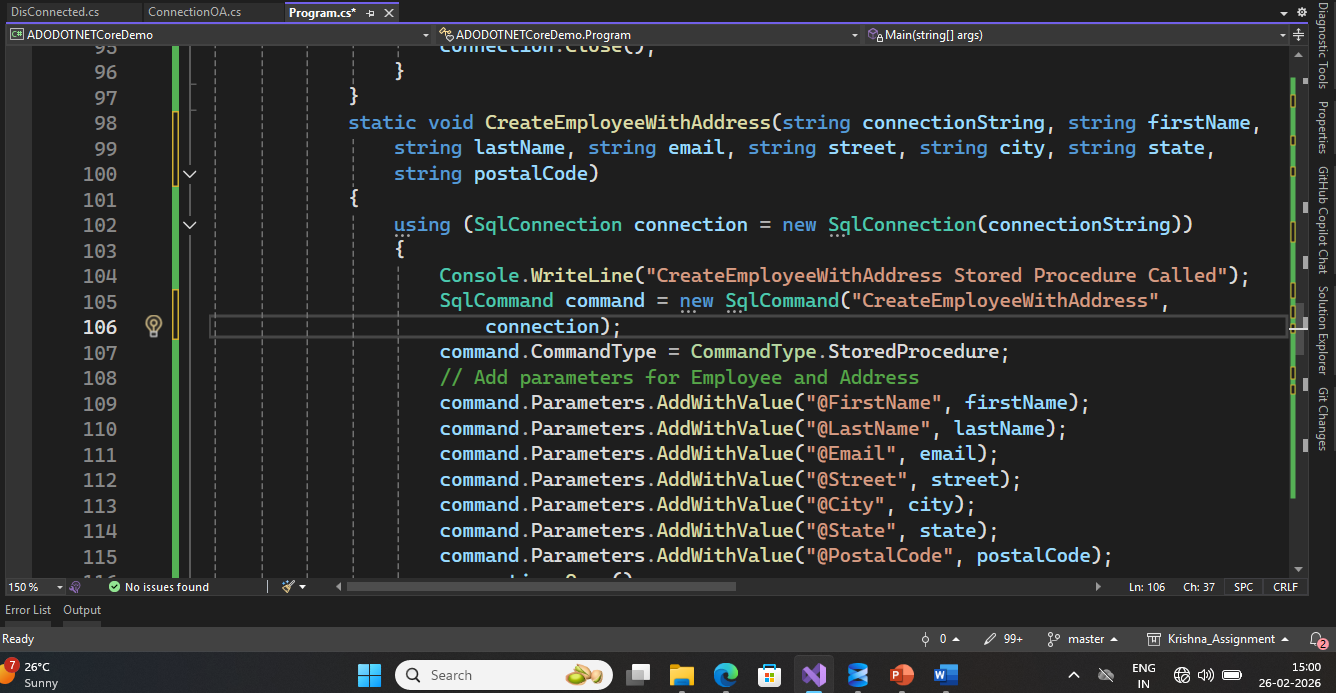 DisConnected.cs ConnectionOA.cs Program.cs*
ADODOTNETCoreDemo ADODOTNETCoreDemo.Program Main(string[] args)
95 connection.Close();
96 }
97 }
98 static void CreateEmployeeWithAddress(string connectionString, string firstName,
99 string lastName, string email, string street, string city, string state,
100 string postalCode)
101 {
102 using (SqlConnection connection = new SqlConnection(connectionString))
103 {
104 Console.WriteLine("CreateEmployeeWithAddress Stored Procedure Called");
105 SqlCommand command = new SqlCommand("CreateEmployeeWithAddress",
106 connection);
107 command.CommandType = CommandType.StoredProcedure;
108 // Add parameters for Employee and Address
109 command.Parameters.AddWithValue("@FirstName", firstName);
110 command.Parameters.AddWithValue("@LastName", lastName);
111 command.Parameters.AddWithValue("@Email", email);
112 command.Parameters.AddWithValue("@Street", street);
113 command.Parameters.AddWithValue("@City", city);
114 command.Parameters.AddWithValue("@State", state);
115 command.Parameters.AddWithValue("@PostalCode", postalCode);
150 % No issues found Ln: 106 Ch: 37 SPC CRLF
Error List Output
Ready 0 99+ master Krishna_Assignment 2
Diagnostic Tools
Properties
GitHub Copilot Chat
Solution Explorer
Git Changes
7 26°C
Sunny
Search
ENG
IN
15:00
26-02-2026